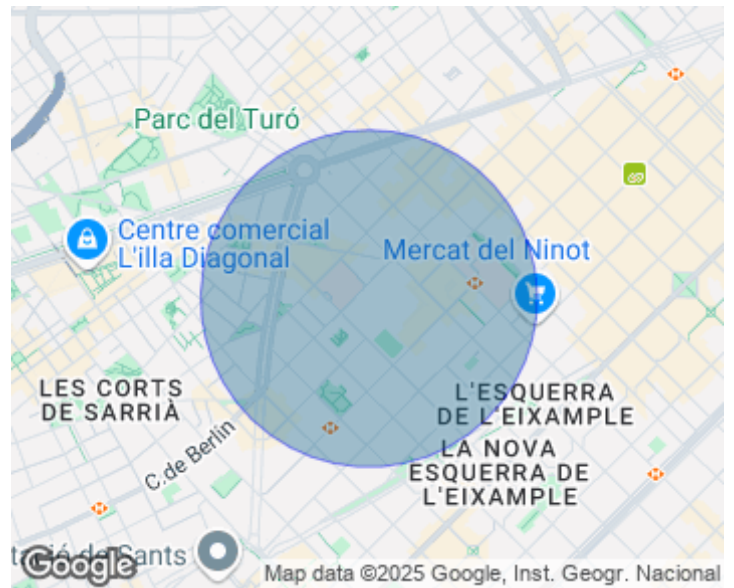 Parc del Turó
Centre comercial
L'illa Diagonal
Mercat del Ninot
LES CORTS
DE SARRIÀ
L'ESQUERRA
DE L'EIXAMPLE
LA NOVA
ESQUERRA DE
L'EIXAMPLE
C.de Berlín
Sants
Google
Map data ©2025 Google, Inst. Geogr. Nacional